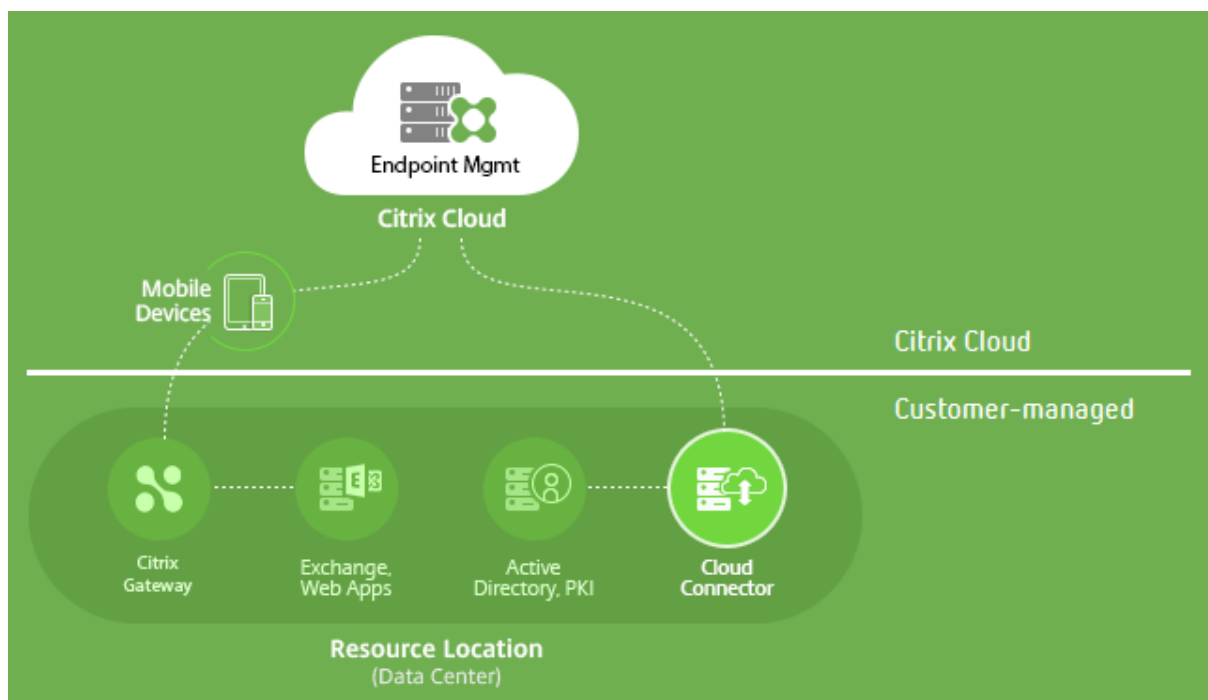 Endpoint Mgmt
Citrix Cloud
Mobile
Devices
Citrix Cloud
Customer-managed
Citrix
Gateway
Exchange,
Web Apps
Active
Directory, PKI
Cloud
Connector
Resource Location
(Data Center)